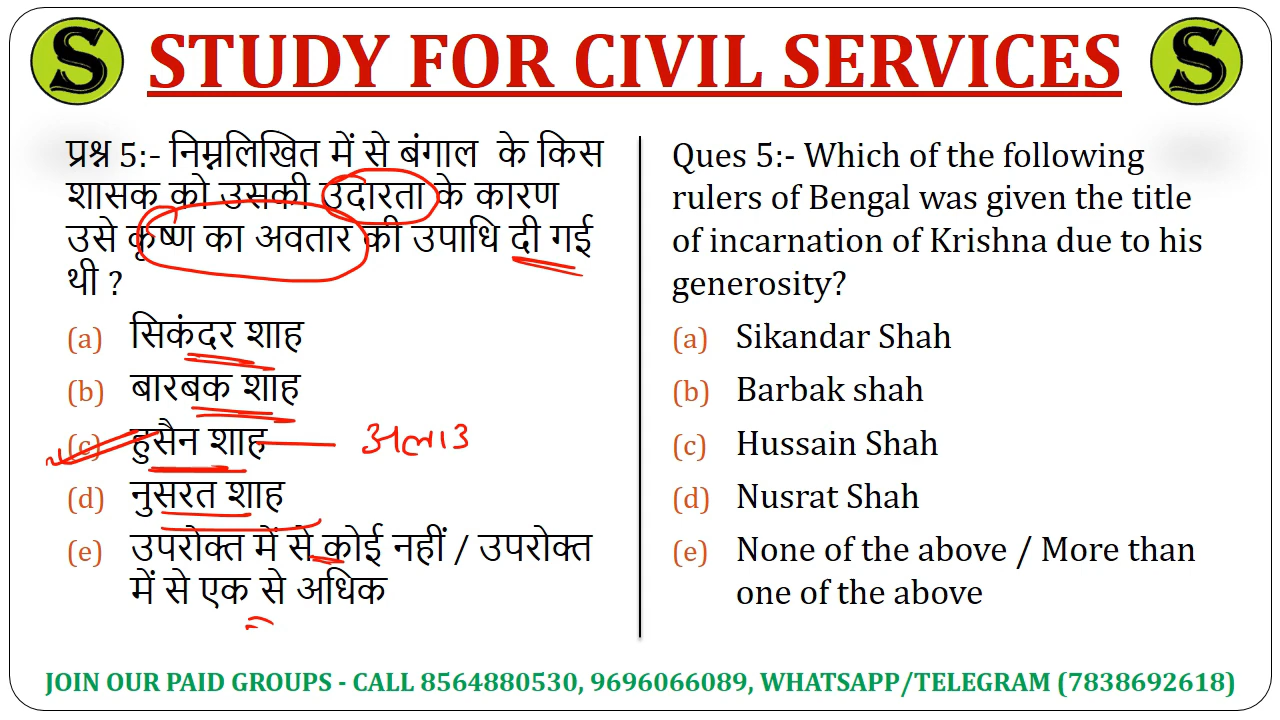 S
STUDY FOR CIVIL SERVICES
S
प्रश्न 5:- निम्नलिखित में से बंगाल के किस
शासक को उसकी उदारता के कारण
उसे कृष्ण का अवतार की उपाधि दी गई
थी ?
(a) सिकंदर शाह
(b) बारबक शाह
(c) हुसैन शाह अलाउ
(d) नुसरत शाह
(e) उपरोक्त में से कोई नहीं / उपरोक्त
में से एक से अधिक
Ques 5:- Which of the following
rulers of Bengal was given the title
of incarnation of Krishna due to his
generosity?
(a) Sikandar Shah
(b) Barbak shah
(c) Hussain Shah
(d) Nusrat Shah
(e) None of the above / More than
one of the above
JOIN OUR PAID GROUPS - CALL 8564880530, 9696066089, WHATSAPP/TELEGRAM (7838692618)